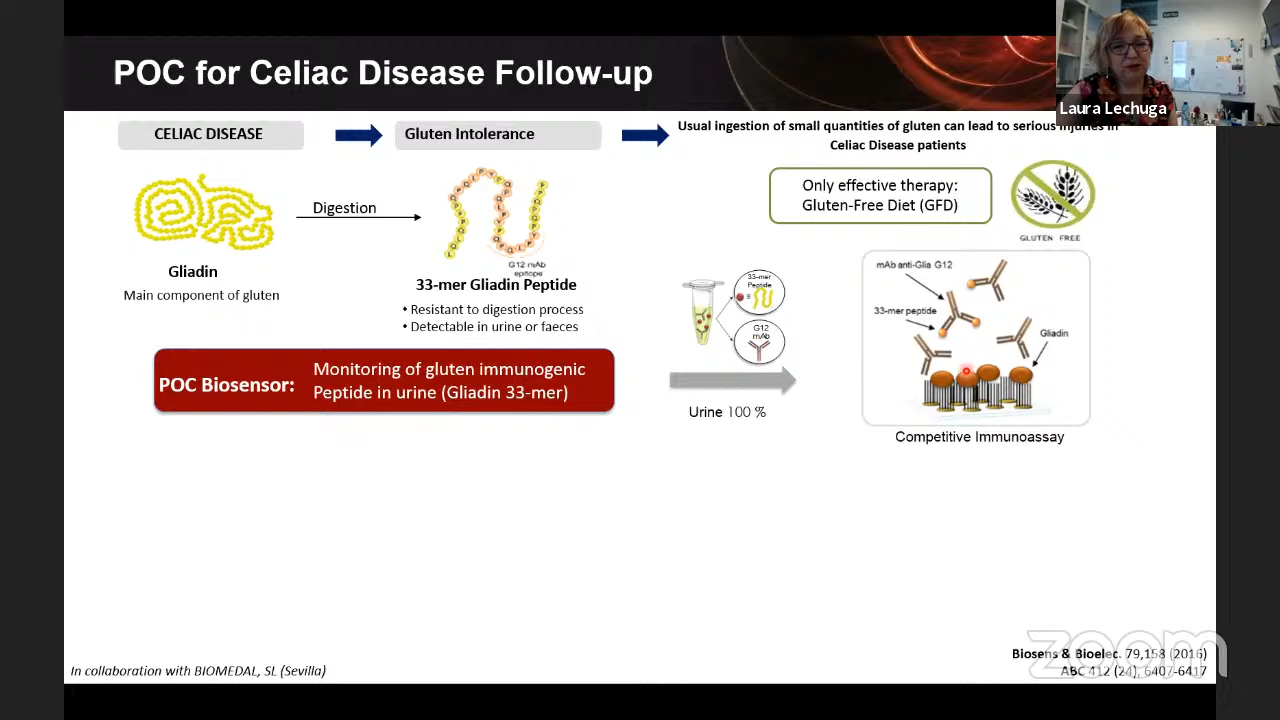 POC for Celiac Disease Follow-up
Laura Lechuga
CELIAC DISEASE
Gluten Intolerance
Usual ingestion of small quantities of gluten can lead to serious injuries in
Celiac Disease patients
Only effective therapy:
Gluten-Free Diet (GFD)
GLUTEN FREE
Digestion
Gliadin
Main component of gluten
G12 mAb
epitope
33-mer Gliadin Peptide
• Resistant to digestion process
• Detectable in urine or faeces
POC Biosensor:
Monitoring of gluten immunogenic
Peptide in urine (Gliadin 33-mer)
33-mer
Peptide
G12
mAb
Urine 100 %
mAb anti-Glia G12
33-mer peptide
Gliadin
Competitive Immunoassay
In collaboration with BIOMEDAL, SL (Sevilla)
Biosens & Bioelec. 79,158 (2016)
ABC 412 (24), 6407-6417
zoom